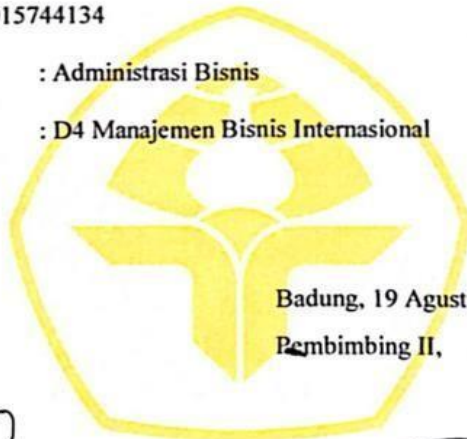 15744134
: Administrasi Bisnis
: D4 Manajemen Bisnis Internasional
Badung, 19 Agust
Pembimbing II,